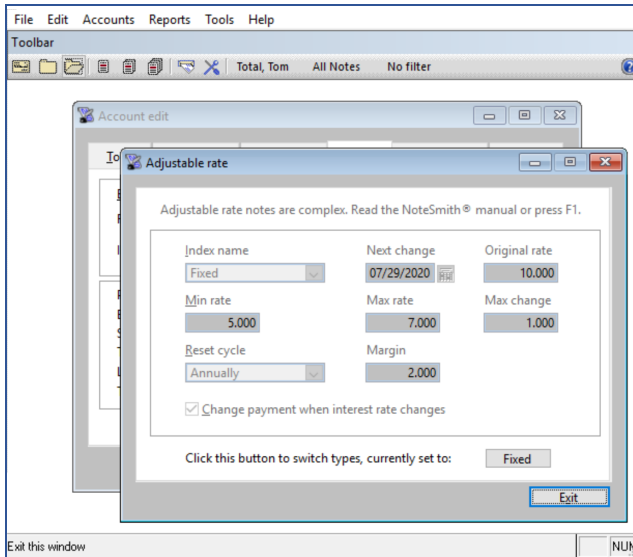 File Edit Accounts Reports Tools Help
Toolbar
Total, Tom All Notes No filter
Account edit
To
Adjustable rate
Adjustable rate notes are complex. Read the NoteSmith® manual or press F1.
Index name Next change Original rate
Fixed 07/29/2020 10.000
Min rate Max rate Max change
5.000 7.000 1.000
Reset cycle Margin
Annually 2.000
Change payment when interest rate changes
Click this button to switch types, currently set to: Fixed
Exit
Exit this window NUM